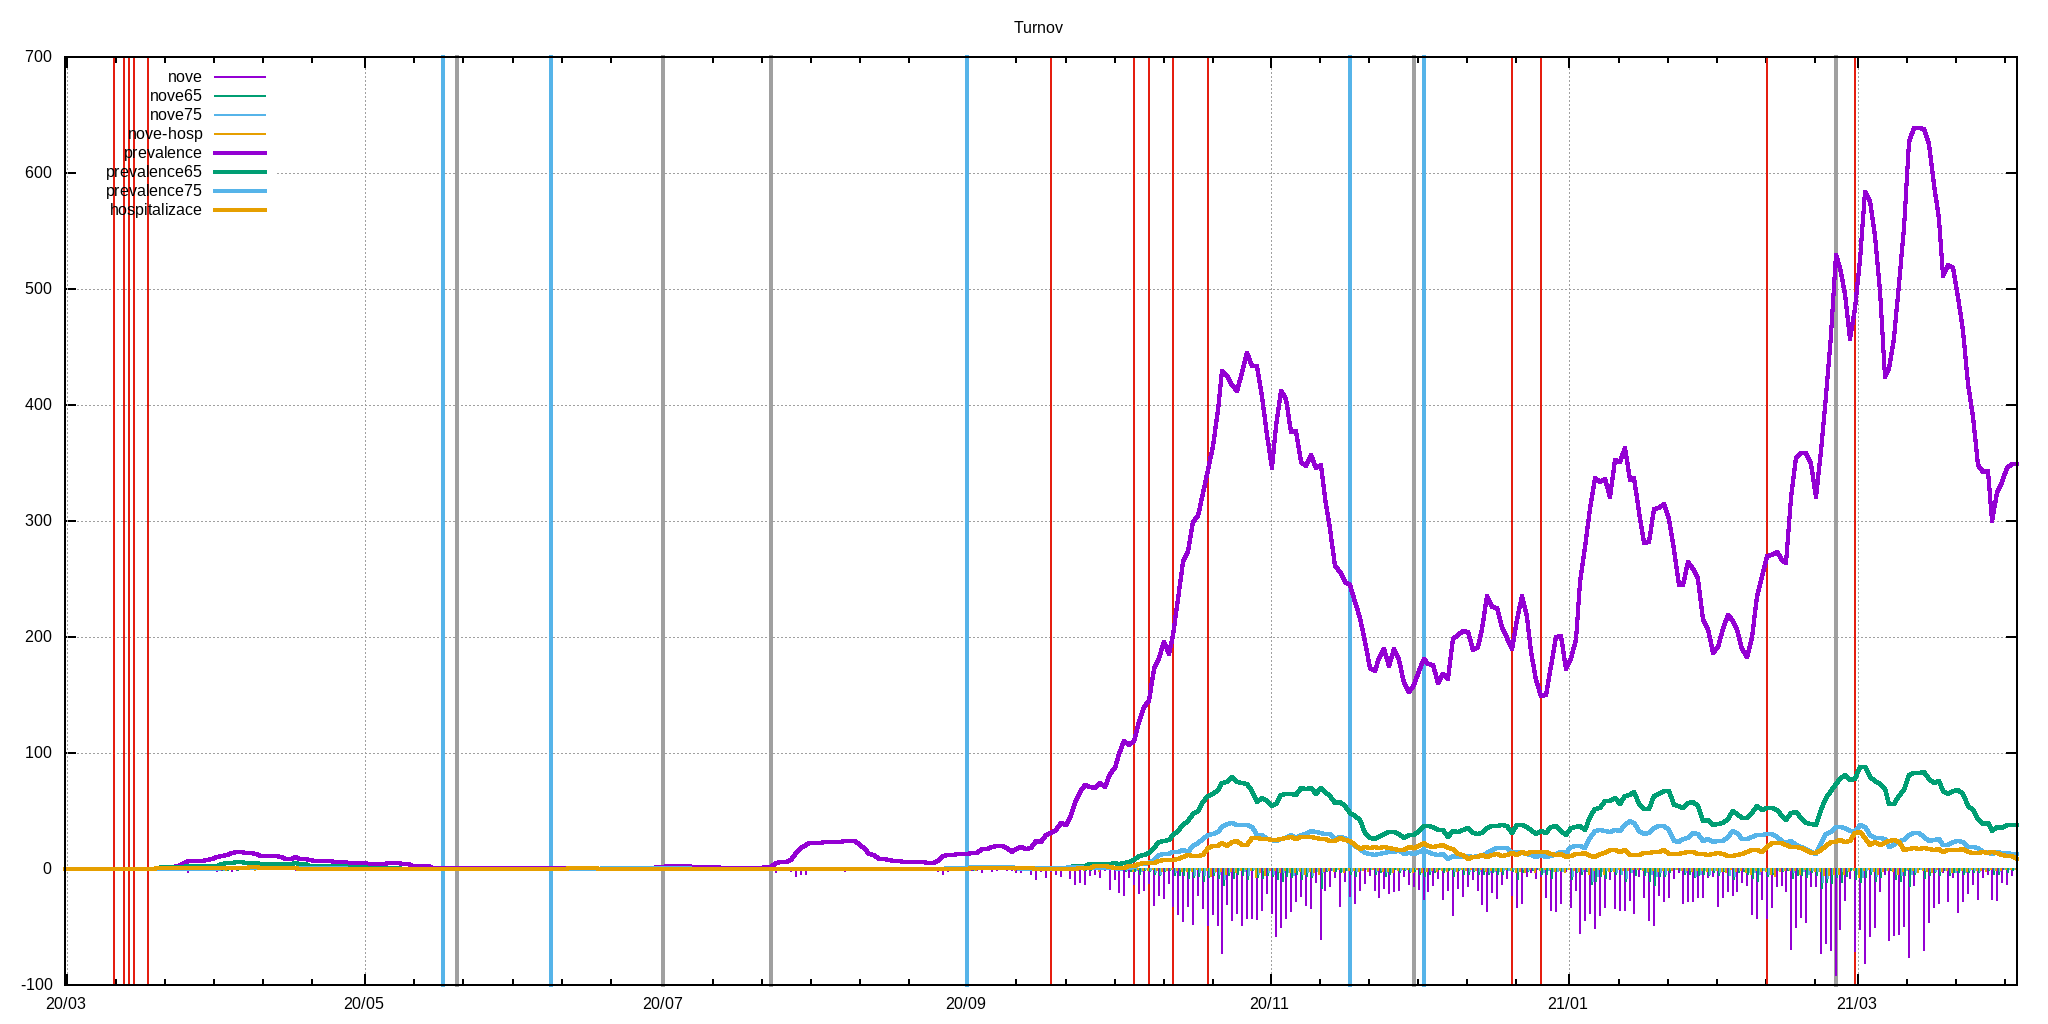 Turnov
700
600
500
400
300
200
100
0
-100
nove
nove65
nove75
nove-hosp
prevalence
prevalence65
prevalence75
hospitalizace
20/03 20/05 20/07 20/09 20/11 21/01 21/03